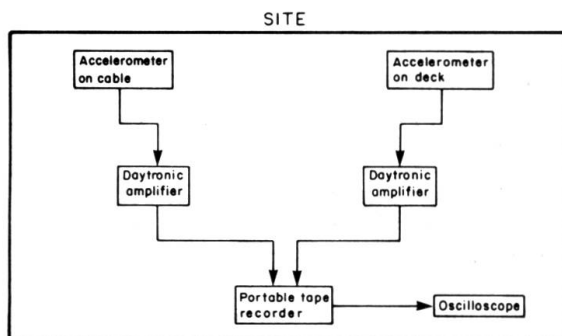 SITE
Accelerometer
on cable
Accelerometer
on deck
Daytronic
amplifier
Daytronic
amplifier
Portable tape
recorder
Oscilloscope